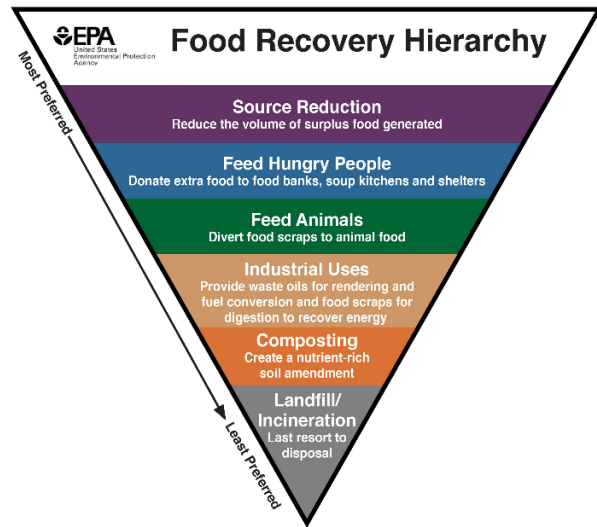 EPA
United States
Environmental Protection
Agency
Food Recovery Hierarchy
Most Preferred
Source Reduction
Reduce the volume of surplus food generated
Feed Hungry People
Donate extra food to food banks, soup kitchens and shelters
Feed Animals
Divert food scraps to animal food
Industrial Uses
Provide waste oils for rendering and
fuel conversion and food scraps for
digestion to recover energy
Composting
Create a nutrient-rich
soil amendment
Landfill/
Incineration
Last resort to
disposal
Least Preferred